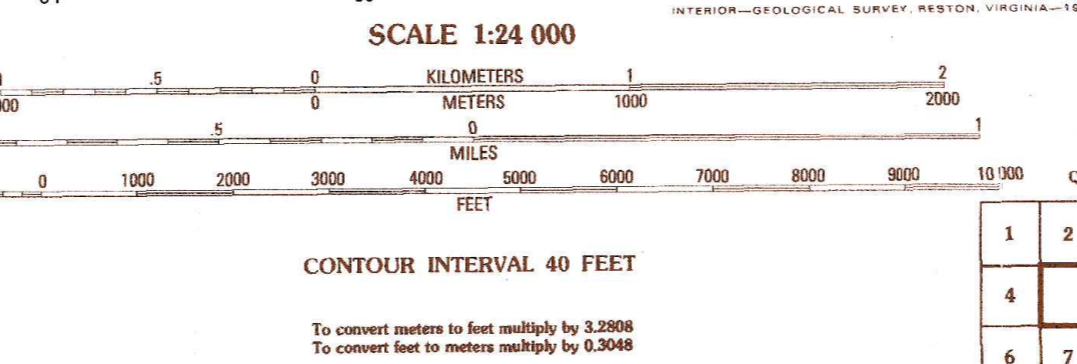 INTERIOR—GEOLOGICAL SURVEY, RESTON, VIRGINIA—19
SCALE 1:24 000
.5 0 KILOMETERS 1 2
0 METERS 1000 2000
.5 0 1
MILES
0 1000 2000 3000 4000 5000 6000 7000 8000 9000 10 000
FEET
1 2
CONTOUR INTERVAL 40 FEET
4
To convert meters to feet multiply by 3.2808
To convert feet to meters multiply by 0.3048
6 7